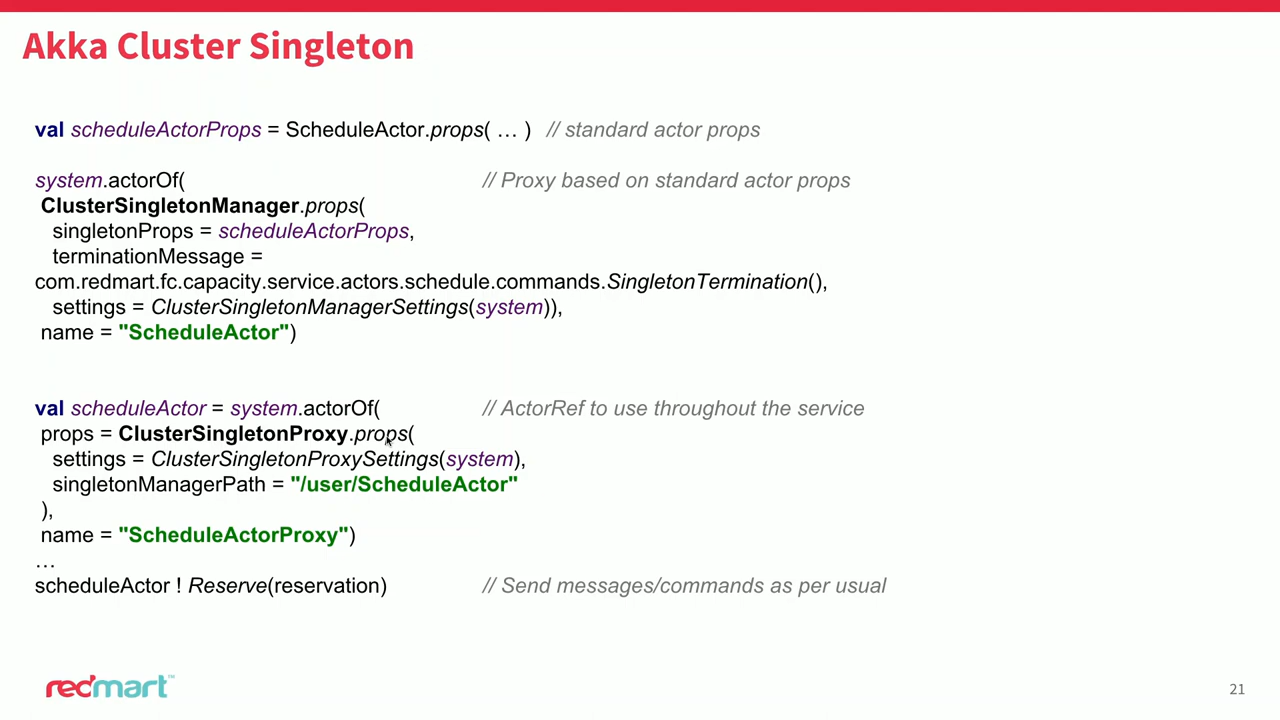 Akka Cluster Singleton
val scheduleActorProps = ScheduleActor.props( … ) // standard actor props
system.actorOf( // Proxy based on standard actor props
ClusterSingletonManager.props(
singletonProps = scheduleActorProps,
terminationMessage =
com.redmart.fc.capacity.service.actors.schedule.commands.SingletonTermination(),
settings = ClusterSingletonManagerSettings(system)),
name = "ScheduleActor")
val scheduleActor = system.actorOf( // ActorRef to use throughout the service
props = ClusterSingletonProxy.props(
settings = ClusterSingletonProxySettings(system),
singletonManagerPath = "/user/ScheduleActor"
),
name = "ScheduleActorProxy")
…
scheduleActor ! Reserve(reservation) // Send messages/commands as per usual
redmart™
21